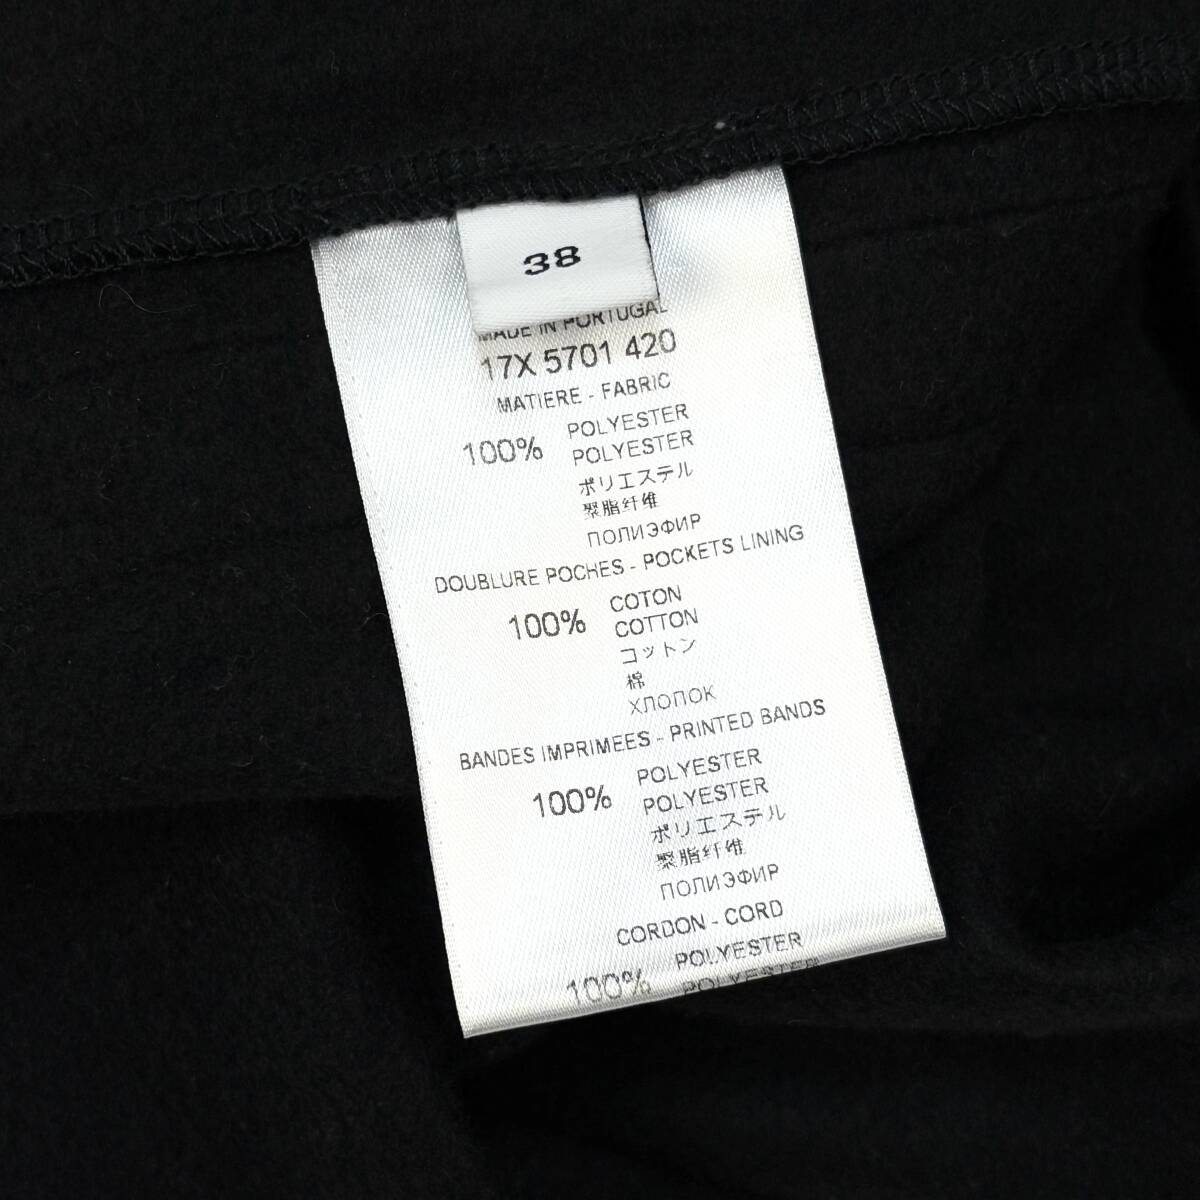 38
MADE IN PORTUGAL
17X 5701 420
MATIERE - FABRIC
100% POLYESTER
POLYESTER
ポリエステル
聚脂纤维
ПОЛИЭФИР
DOUBLURE POCHES - POCKETS LINING
100% COTON
COTTON
コットン
棉
ХЛОПОК
BANDES IMPRIMEES - PRINTED BANDS
100% POLYESTER
POLYESTER
ポリエステル
聚脂纤维
ПОЛИЭФИР
CORDON - CORD
100% POLYESTER
POLYESTER